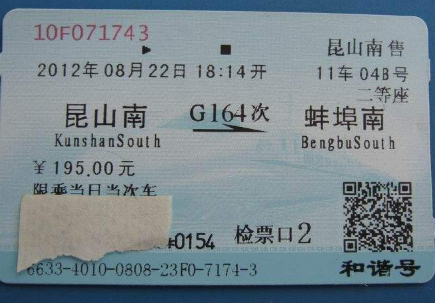 10F071743
昆山南售
2012年08月22日18:14开
11车04B号
二等座
昆山南
G164次
蚌埠南
KunshanSouth
BengbuSouth
¥195.00元
限乘当日当次车
0154
检票口2
6633-4010-0808-23F0-7174-3
和谐号